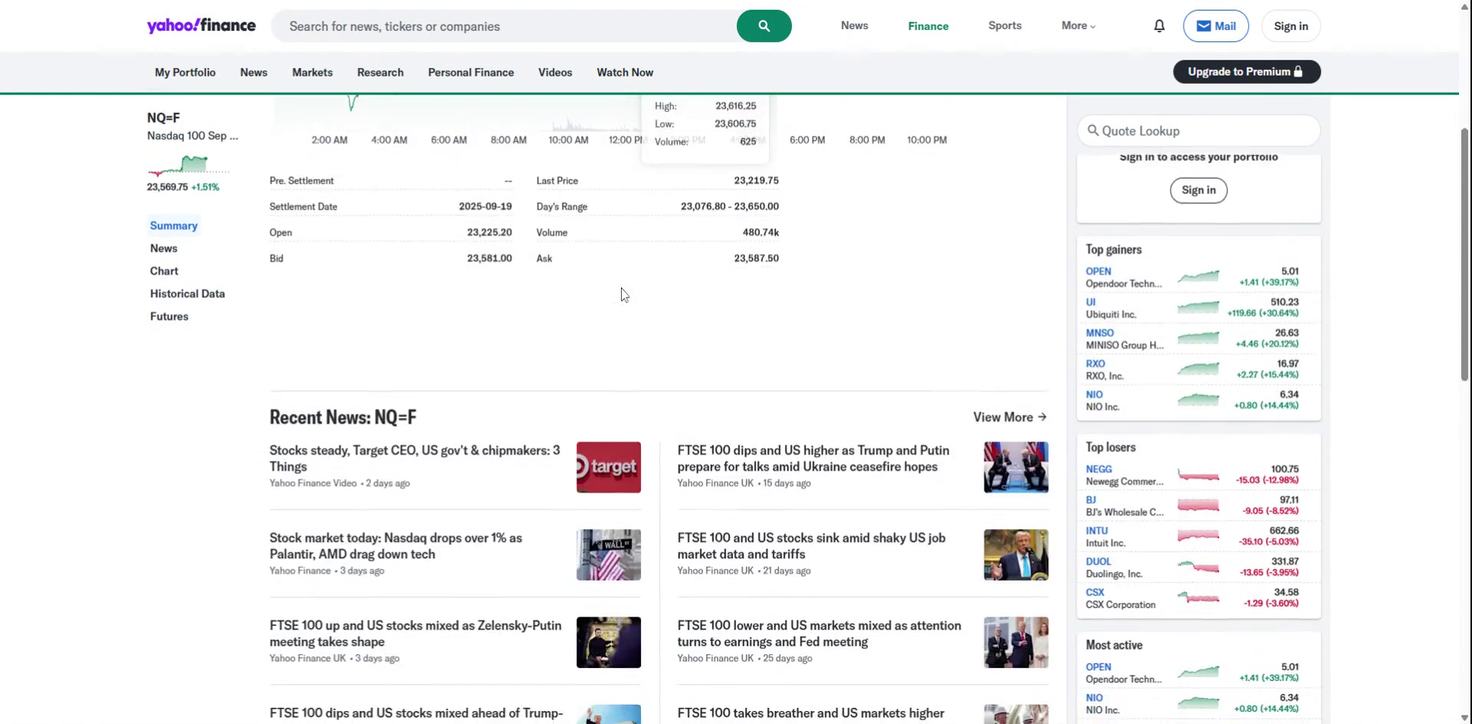 yahoo!finance
Search for news, tickers or companies
News
Finance
Sports
More
Mail
Sign in
My Portfolio
News
Markets
Research
Personal Finance
Videos
Watch Now
Upgrade to Premium
NQ=F
Nasdaq 100 Sep ...
23,569.75 +1.51%
Summary
News
Chart
Historical Data
Futures
High: 23,616.25
Low: 23,606.75
Volume: 625
2:00 AM 4:00 AM 6:00 AM 8:00 AM 10:00 AM 12:00 PM 6:00 PM 8:00 PM 10:00 PM
Pre. Settlement --
Settlement Date 2025-09-19
Open 23,225.20
Bid 23,581.00
Last Price 23,219.75
Day's Range 23,076.80 - 23,650.00
Volume 480.74k
Ask 23,587.50
Recent News: NQ=F
View More
Stocks steady, Target CEO, US gov't & chipmakers: 3
Things
Yahoo Finance Video • 2 days ago
target
Stock market today: Nasdaq drops over 1% as
Palantir, AMD drag down tech
Yahoo Finance • 3 days ago
WALL
FTSE 100 up and US stocks mixed as Zelensky-Putin
meeting takes shape
Yahoo Finance UK • 3 days ago
FTSE 100 dips and US stocks mixed ahead of Trump-
FTSE 100 dips and US higher as Trump and Putin
prepare for talks amid Ukraine ceasefire hopes
Yahoo Finance UK • 15 days ago
FTSE 100 and US stocks sink amid shaky US job
market data and tariffs
Yahoo Finance UK • 21 days ago
FTSE 100 lower and US markets mixed as attention
turns to earnings and Fed meeting
Yahoo Finance UK • 25 days ago
FTSE 100 takes breather and US markets higher
Quote Lookup
Sign in to access your portfolio
Sign in
Top gainers
OPEN 5.01
Opendoor Techn... +1.41 (+39.17%)
UI 510.23
Ubiquiti Inc. +119.66 (+30.64%)
MNSO 26.63
MINISO Group H... +4.46 (+20.12%)
RXO 16.97
RXO, Inc. +2.27 (+15.44%)
NIO 6.34
NIO Inc. +0.80 (+14.44%)
Top losers
NEGG 100.75
Newegg Commer... -15.03 (-12.98%)
BJ 97.11
BJ's Wholesale C... -9.05 (-8.52%)
INTU 662.66
Intuit Inc. -35.10 (-5.03%)
DUOL 331.87
Duolingo, Inc. -13.65 (-3.95%)
CSX 34.58
CSX Corporation -1.29 (-3.60%)
Most active
OPEN 5.01
Opendoor Techn... +1.41 (+39.17%)
NIO 6.34
NIO Inc. +0.80 (+14.44%)